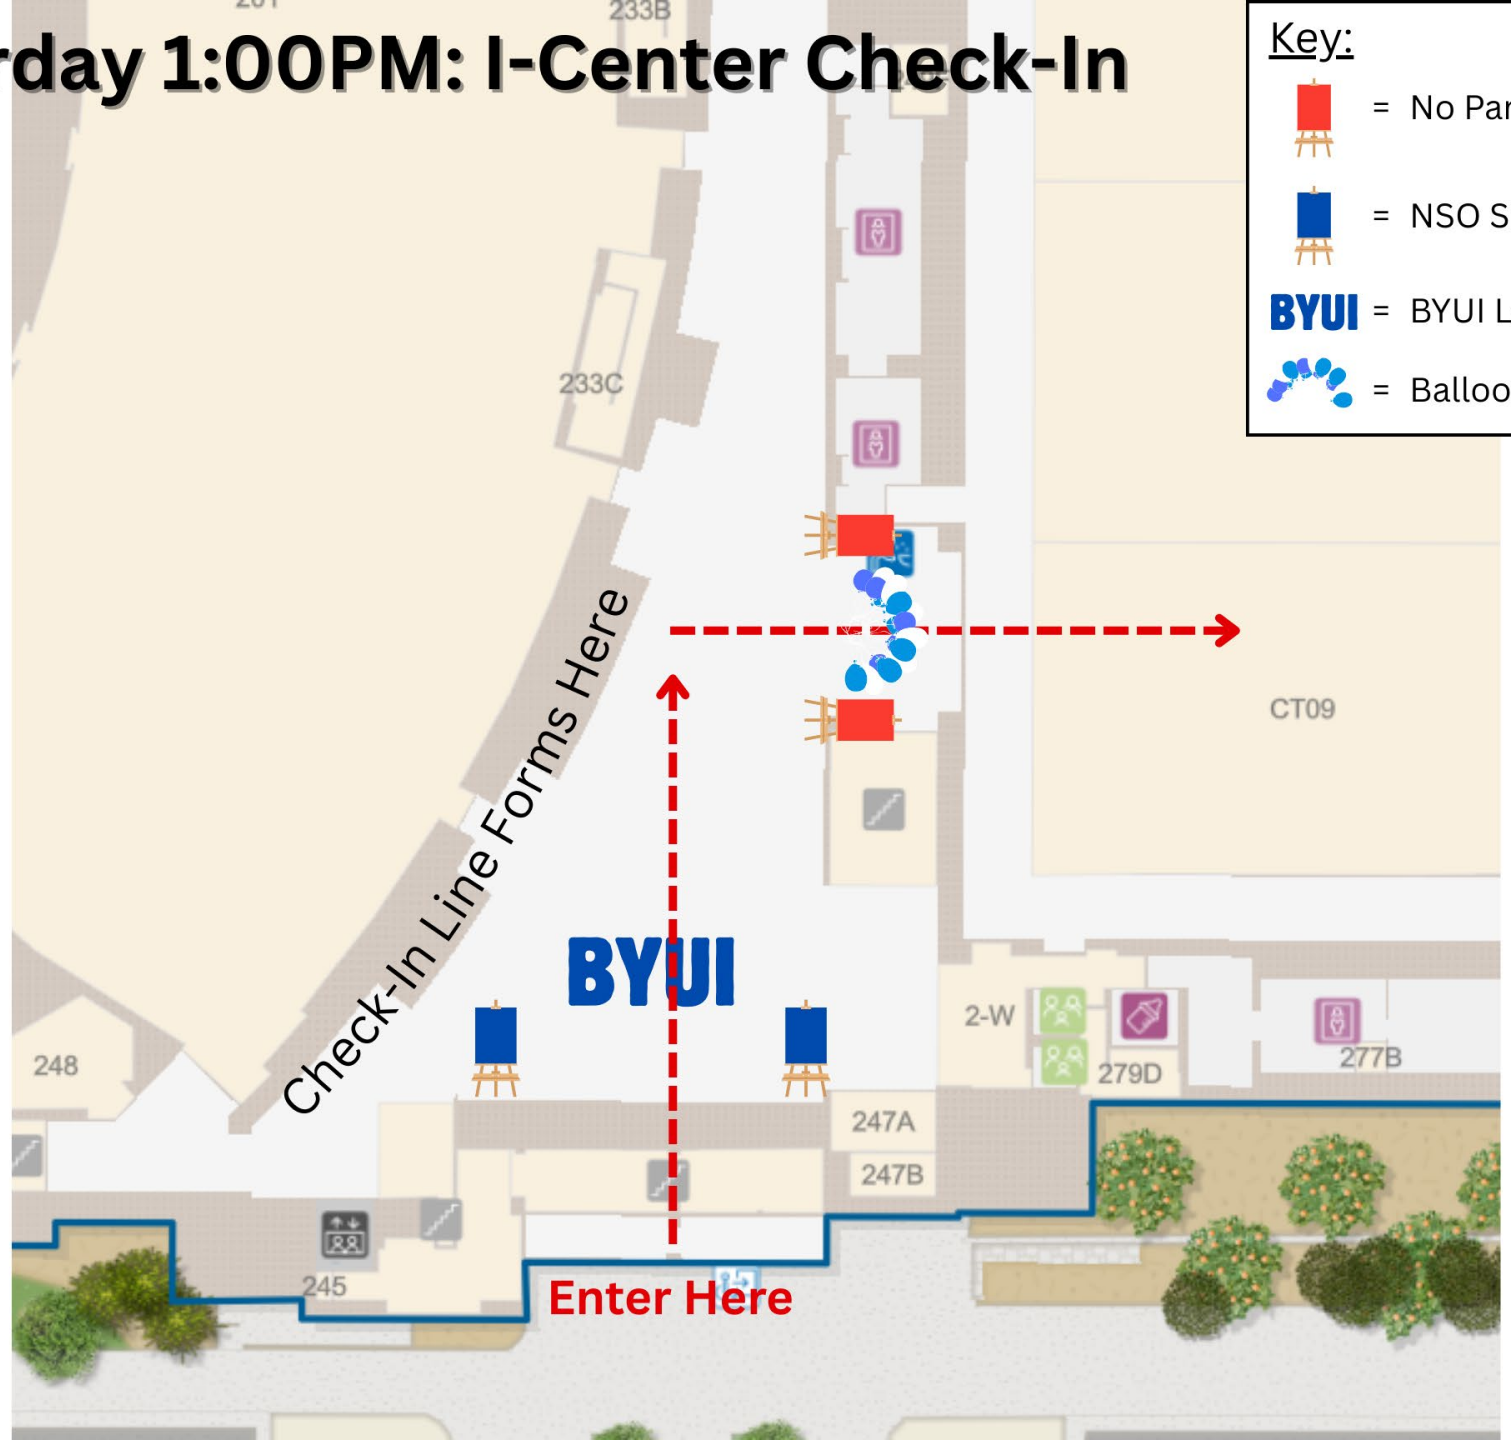 233B
rday 1:00PM: I-Center Check-In
Key:
= No Par
= NSO S
BYUI = BYUI L
= Balloo
233C
Check-In Line Forms Here
CT09
BYUI
248
2-W
279D
277B
247A
247B
245
Enter Here